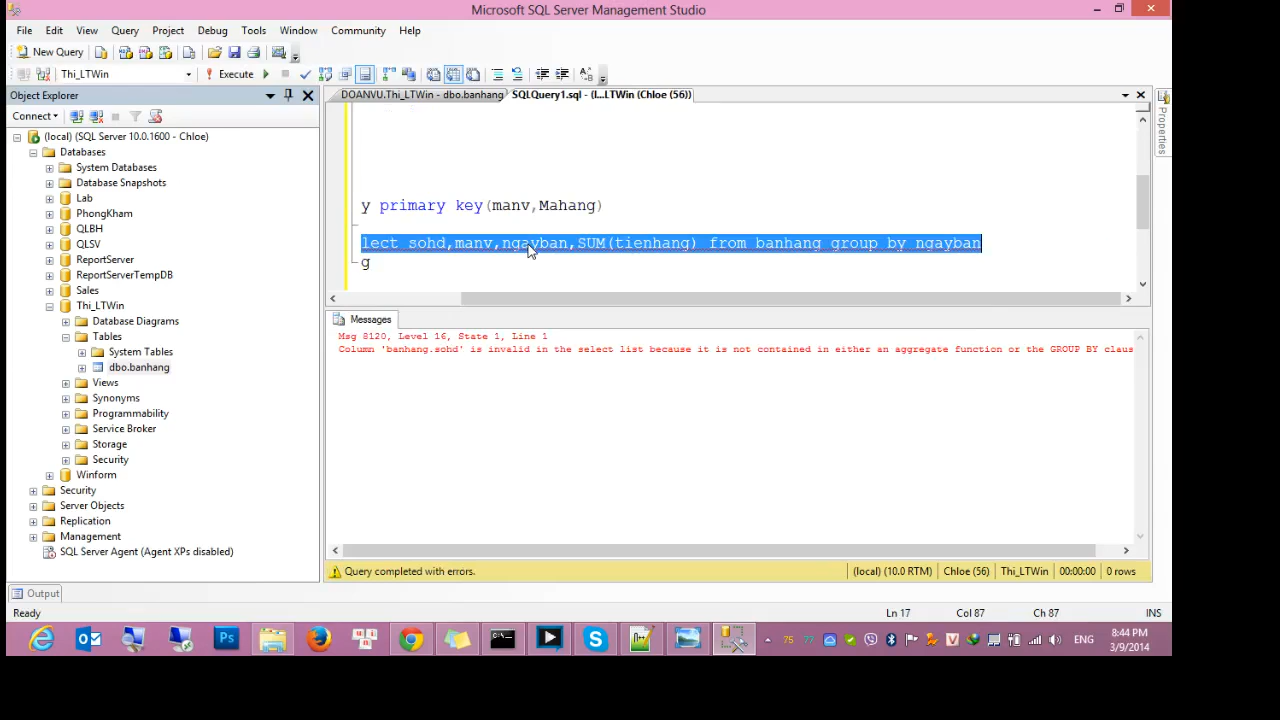 Microsoft SQL Server Management Studio
File Edit View Query Project Debug Tools Window Community Help
New Query
Thi_LTWin Execute
Object Explorer
DOANVU.Thi_LTWin - dbo.banhang SQLQuery1.sql - (l...LTWin (Chloe (56))
Connect
Properties
(local) (SQL Server 10.0.1600 - Chloe)
Databases
System Databases
Database Snapshots
Lab
PhongKham
QLBH
QLSV
ReportServer
ReportServerTempDB
Sales
Thi_LTWin
Database Diagrams
Tables
System Tables
dbo.banhang
Views
Synonyms
Programmability
Service Broker
Storage
Security
Winform
Security
Server Objects
Replication
Management
SQL Server Agent (Agent XPs disabled)
y primary key(manv,Mahang)
lect sohd,manv,ngayban,SUM(tienhang) from banhang group by ngayban
g
Messages
Msg 8120, Level 16, State 1, Line 1
Column 'banhang.sohd' is invalid in the select list because it is not contained in either an aggregate function or the GROUP BY claus
Query completed with errors. (local) (10.0 RTM) Chloe (56) Thi_LTWin 00:00:00 0 rows
Output
Ready Ln 17 Col 87 Ch 87 INS
75 77 ENG
8:44 PM
3/9/2014